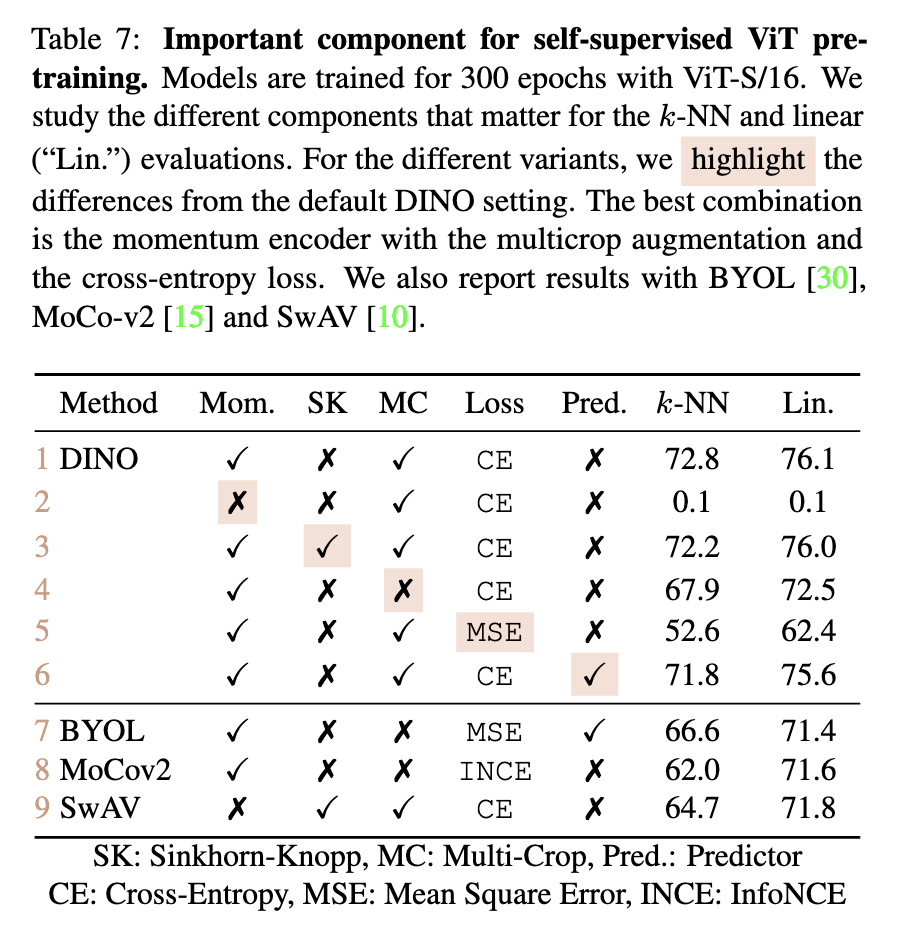 Table 7: Important component for self-supervised ViT pre-
training. Models are trained for 300 epochs with ViT-S/16. We
study the different components that matter for the k-NN and linear
(“Lin.”) evaluations. For the different variants, we highlight the
differences from the default DINO setting. The best combination
is the momentum encoder with the multicrop augmentation and
the cross-entropy loss. We also report results with BYOL [30],
MoCo-v2 [15] and SwAV [10].
Method Mom. SK MC Loss Pred. k-NN Lin.
1 DINO ✓ ✗ ✓ CE ✗ 72.8 76.1
2 ✗ ✗ ✓ CE ✗ 0.1 0.1
3 ✓ ✓ ✓ CE ✗ 72.2 76.0
4 ✓ ✗ ✗ CE ✗ 67.9 72.5
5 ✓ ✗ ✓ MSE ✗ 52.6 62.4
6 ✓ ✗ ✓ CE ✓ 71.8 75.6
7 BYOL ✓ ✗ ✗ MSE ✓ 66.6 71.4
8 MoCov2 ✓ ✗ ✗ INCE ✗ 62.0 71.6
9 SwAV ✗ ✓ ✓ CE ✗ 64.7 71.8
SK: Sinkhorn-Knopp, MC: Multi-Crop, Pred.: Predictor
CE: Cross-Entropy, MSE: Mean Square Error, INCE: InfoNCE